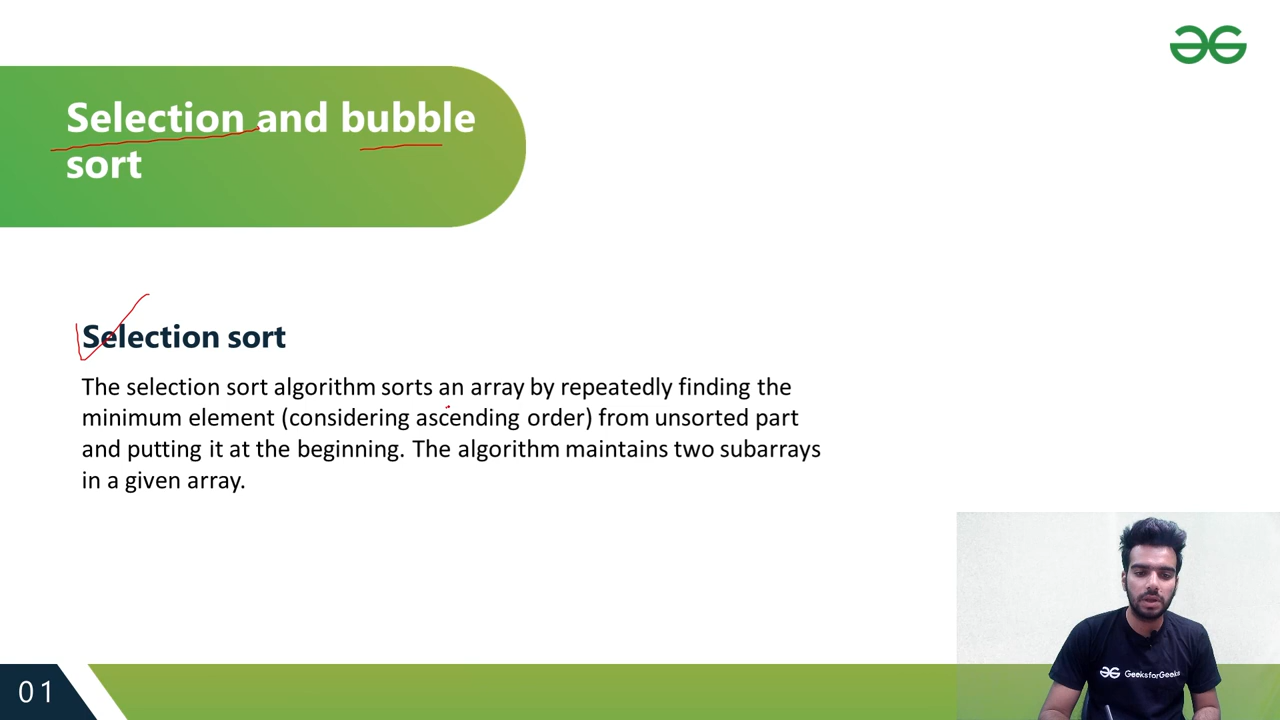 Selection and bubble
sort
Selection sort
The selection sort algorithm sorts an array by repeatedly finding the
minimum element (considering ascending order) from unsorted part
and putting it at the beginning. The algorithm maintains two subarrays
in a given array.
GeeksforGeeks
01